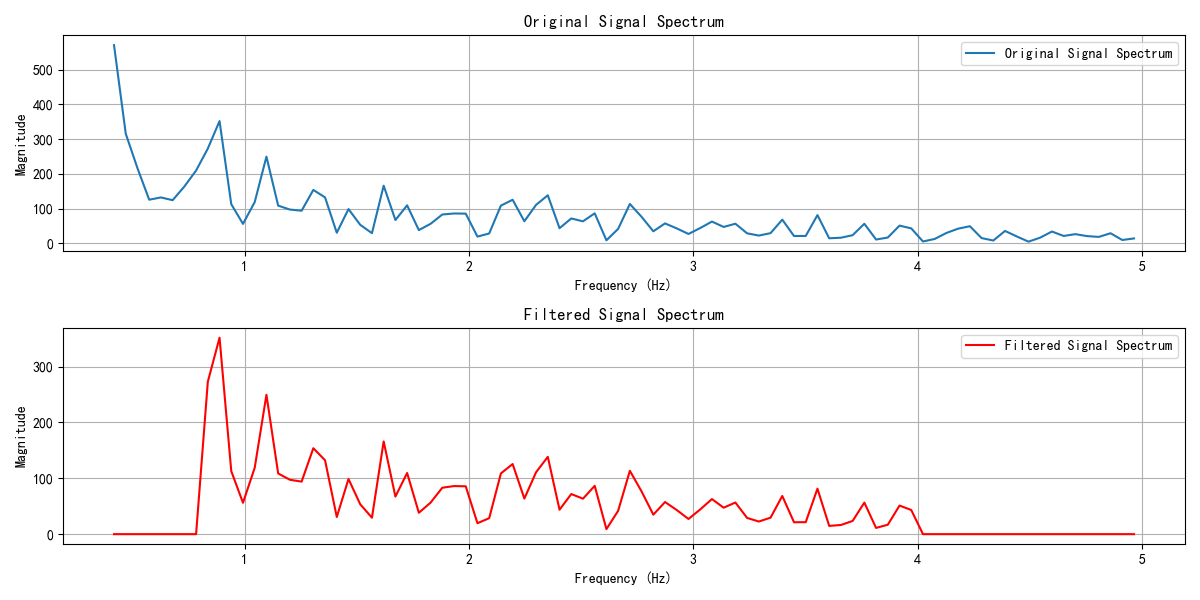 Original Signal Spectrum
Original Signal Spectrum
Magnitude
500
400
300
200
100
0
1 2 3 4 5
Frequency (Hz)
Filtered Signal Spectrum
Filtered Signal Spectrum
Magnitude
300
200
100
0
1 2 3 4 5
Frequency (Hz)